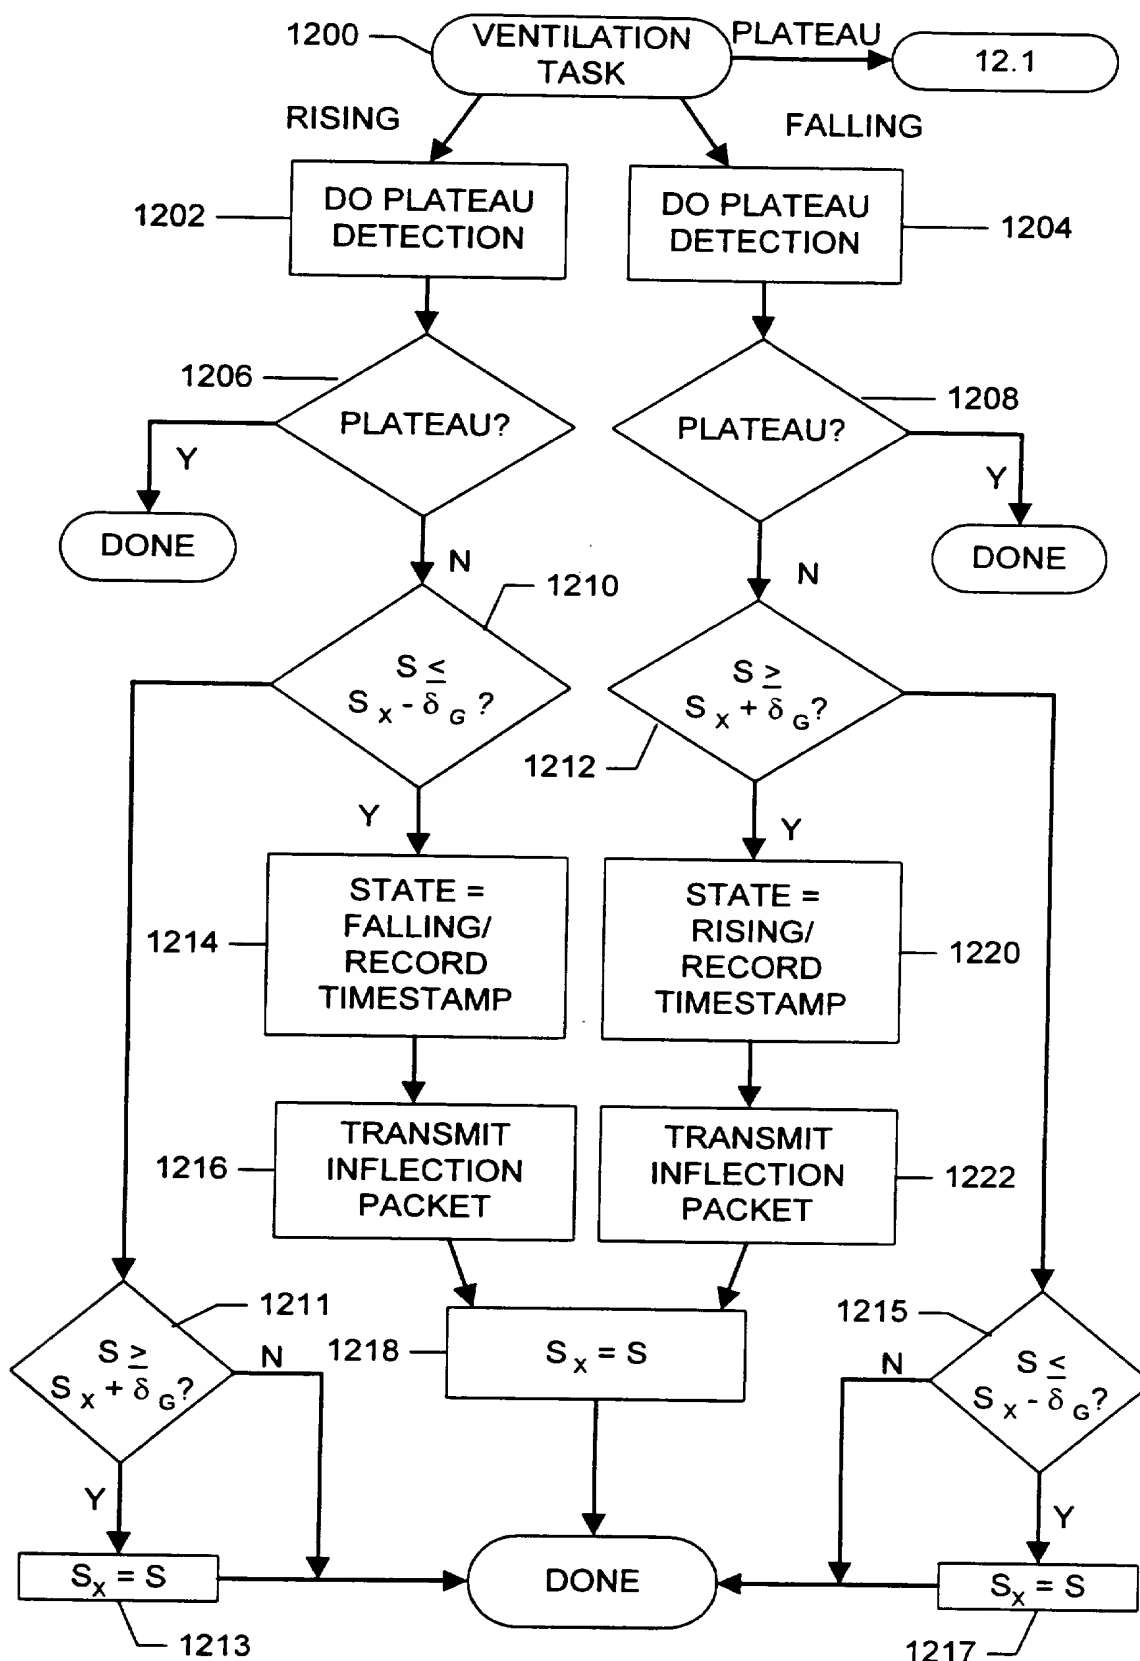 1200
VENTILATION
TASK
PLATEAU
12.1
RISING
FALLING
1202
DO PLATEAU
DETECTION
DO PLATEAU
DETECTION
1204
1206
PLATEAU?
Y
DONE
N
PLATEAU?
1208
Y
DONE
N
1210
S ≤
S X - δ G ?
Y
S ≥
S X + δ G?
1212
Y
1214
STATE =
FALLING/
RECORD
TIMESTAMP
STATE =
RISING/
RECORD
TIMESTAMP
1220
1216
TRANSMIT
INFLECTION
PACKET
TRANSMIT
INFLECTION
PACKET
1222
1211
S ≥
S X + δ G?
N
Y
1218
S X = S
1215
S ≤
S X - δ G?
N
Y
S X = S
1213
DONE
S X = S
1217